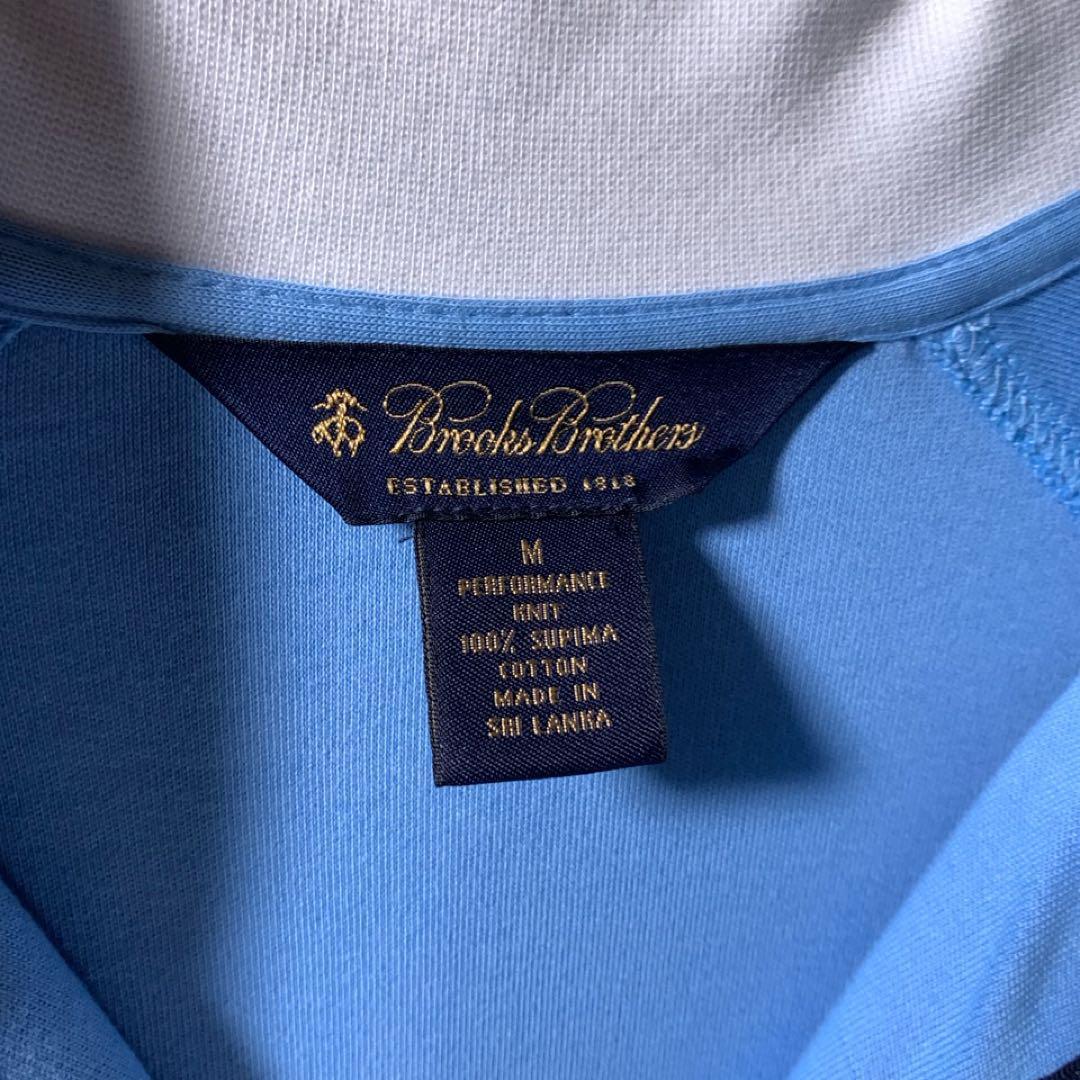 Brooks Brothers
ESTABLISHED 1818
M
PERFORMANCE
KNIT
100% SUPIMA
COTTON
MADE IN
SRI LANKA